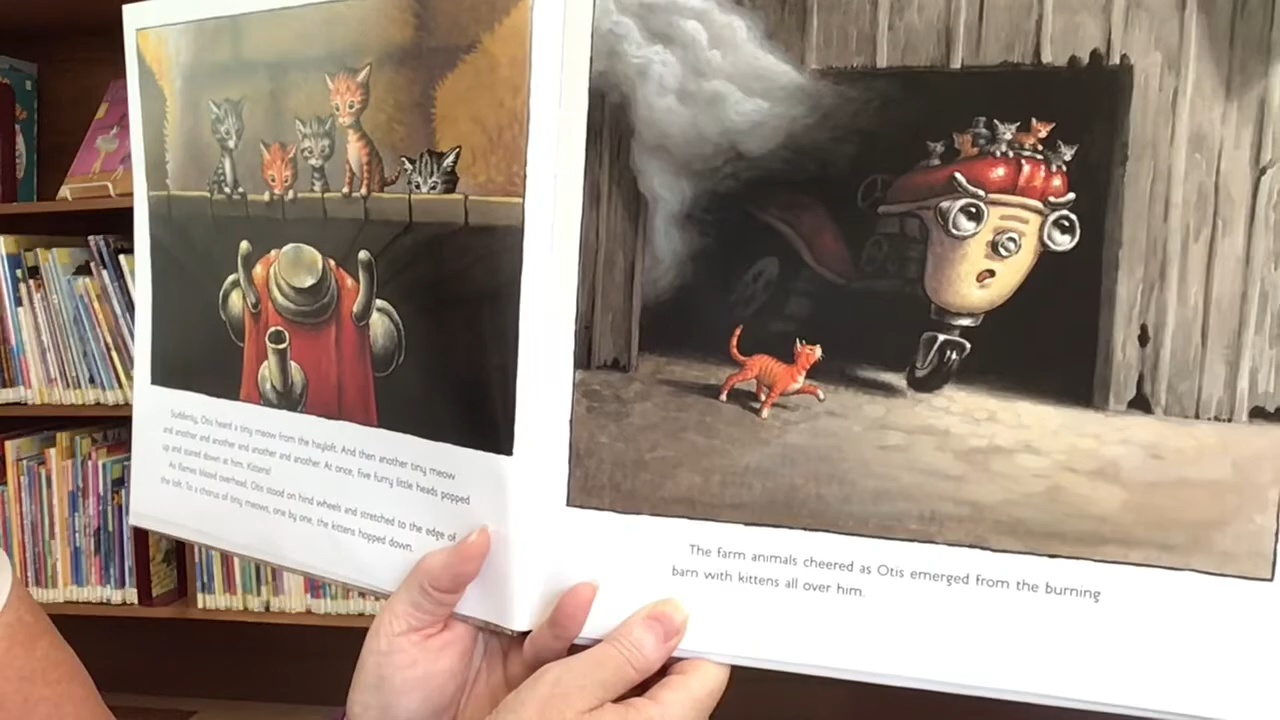 Suddenly, Otis heard a tiny meow from the hayloft. And then another tiny meow
and another and another and another and another. At once, five furry little heads popped
up and stared down at him. Kittens!
As flames blazed overhead, Otis stood on hind wheels and stretched to the edge of
the loft. To a chorus of tiny meows, one by one, the kittens hopped down.
The farm animals cheered as Otis emerged from the burning
barn with kittens all over him.